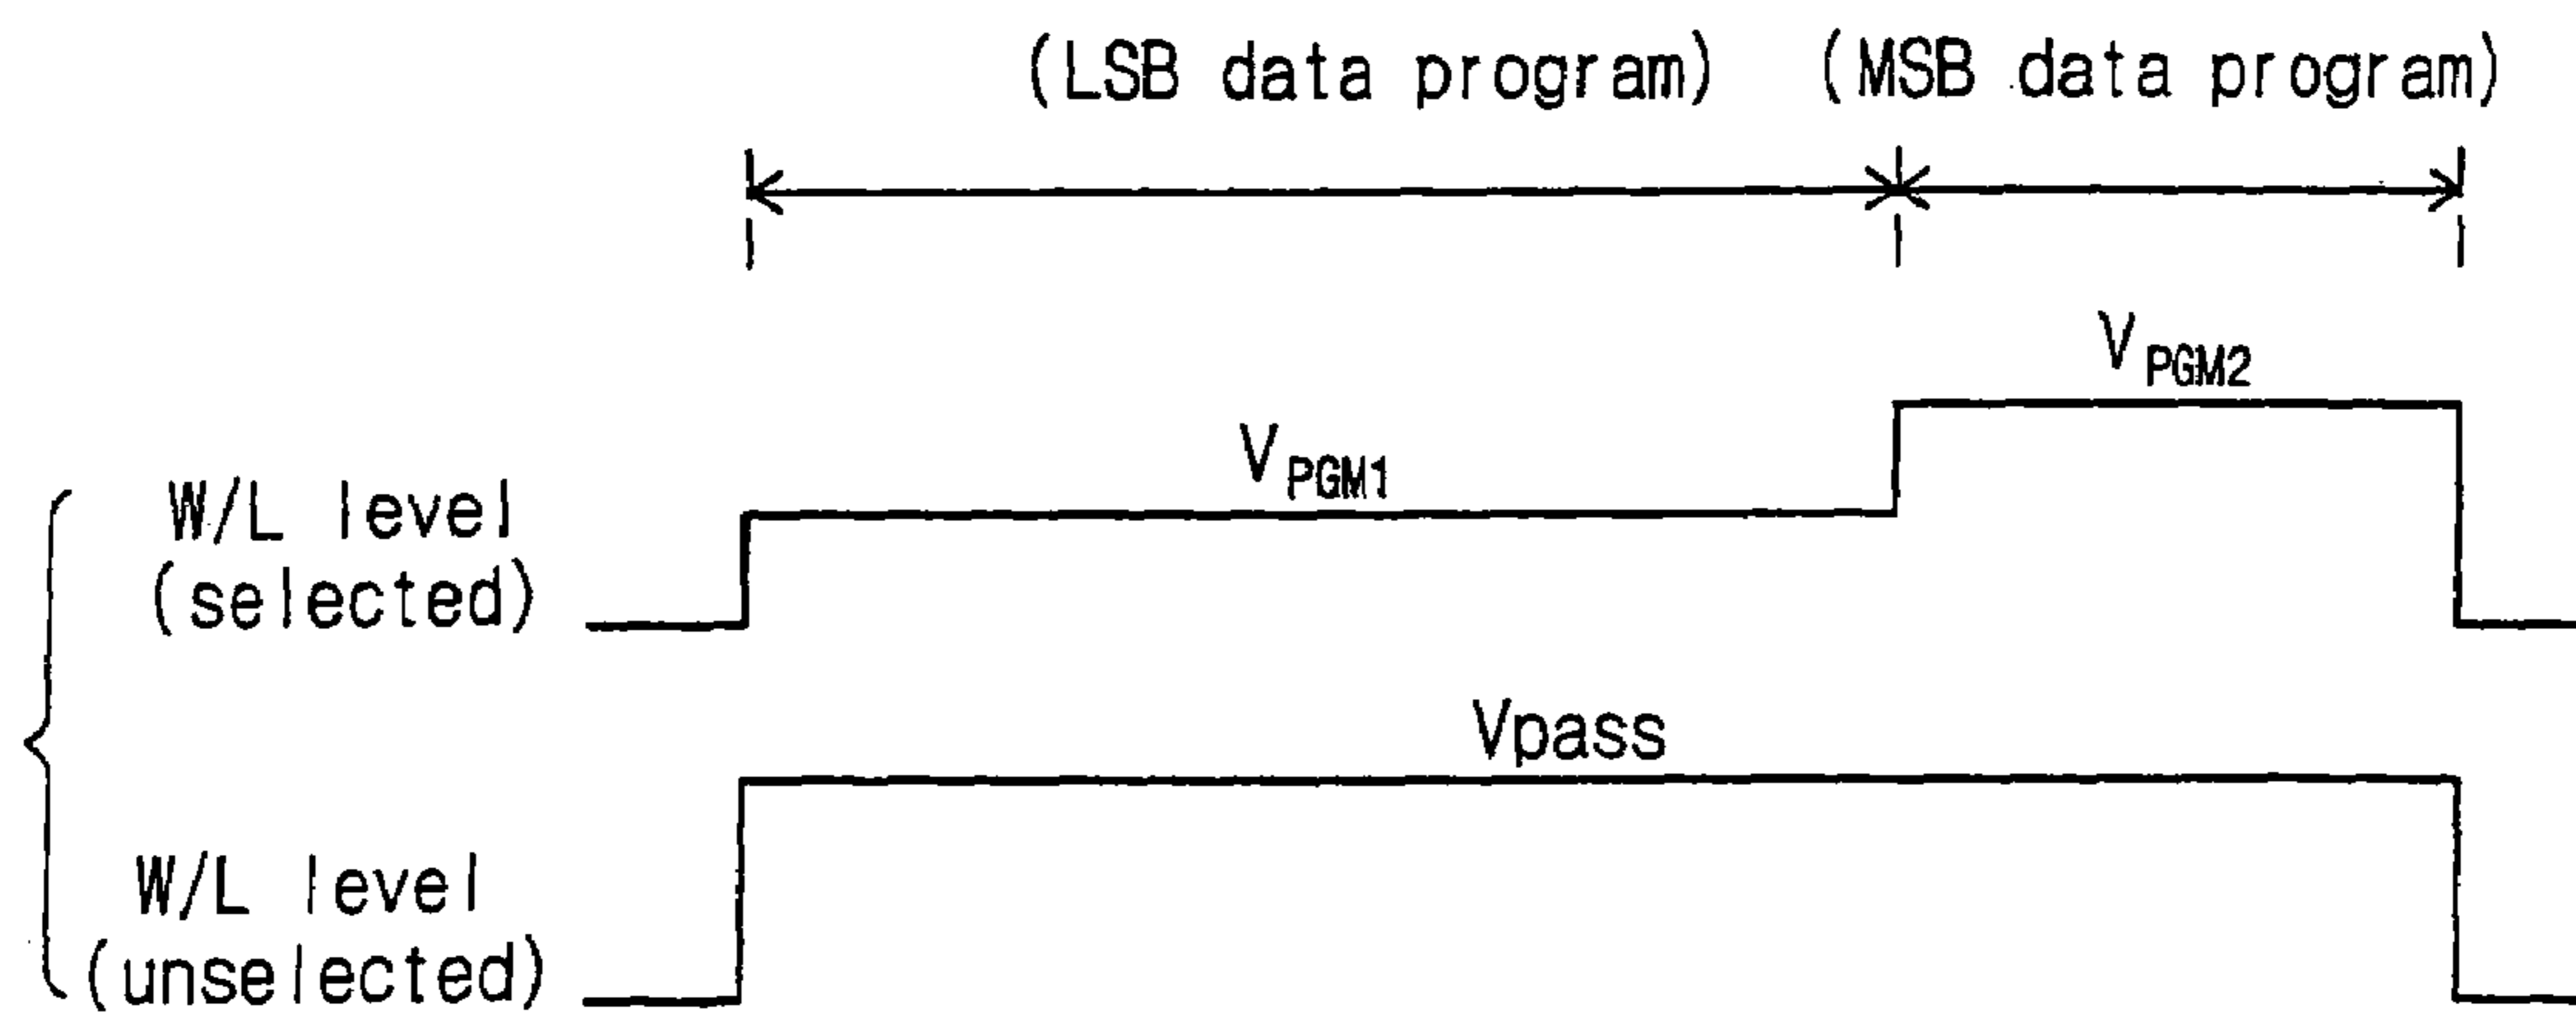 (LSB data program) (MSB data program)
V PGM2
V PGM1
W/L level
(selected)
Vpass
W/L level
(unselected)